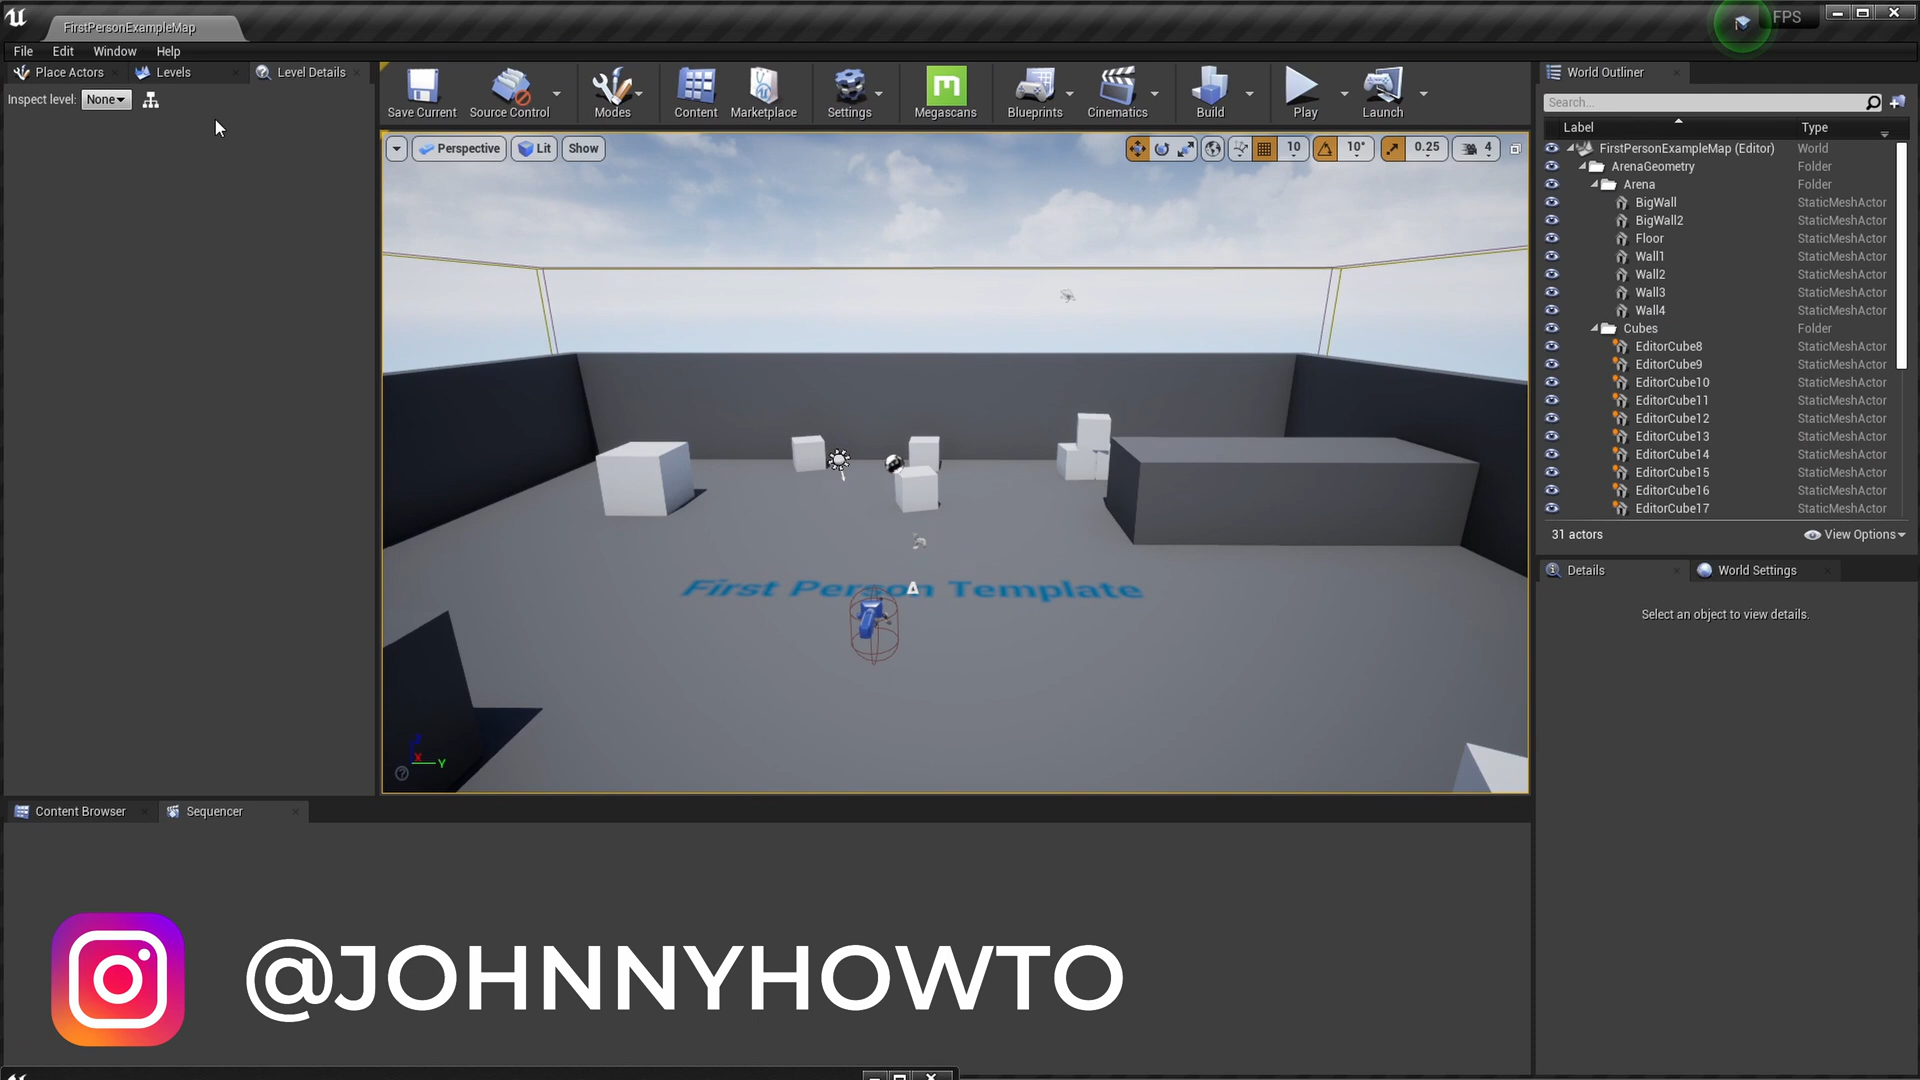 FirstPersonExampleMap
FPS
File Edit Window Help
Place Actors Levels Level Details
Inspect level: None
Save Current Source Control Modes Content Marketplace Settings Megascans Blueprints Cinematics Build Play Launch
Perspective Lit Show
10 10° 0.25 4
First Person Template
X Y
World Outliner
Search...
Label Type
FirstPersonExampleMap (Editor) World
ArenaGeometry Folder
Arena Folder
BigWall StaticMeshActor
BigWall2 StaticMeshActor
Floor StaticMeshActor
Wall1 StaticMeshActor
Wall2 StaticMeshActor
Wall3 StaticMeshActor
Wall4 StaticMeshActor
Cubes Folder
EditorCube8 StaticMeshActor
EditorCube9 StaticMeshActor
EditorCube10 StaticMeshActor
EditorCube11 StaticMeshActor
EditorCube12 StaticMeshActor
EditorCube13 StaticMeshActor
EditorCube14 StaticMeshActor
EditorCube15 StaticMeshActor
EditorCube16 StaticMeshActor
EditorCube17 StaticMeshActor
31 actors View Options
Details World Settings
Select an object to view details.
Content Browser Sequencer
@JOHNNYHOWTO